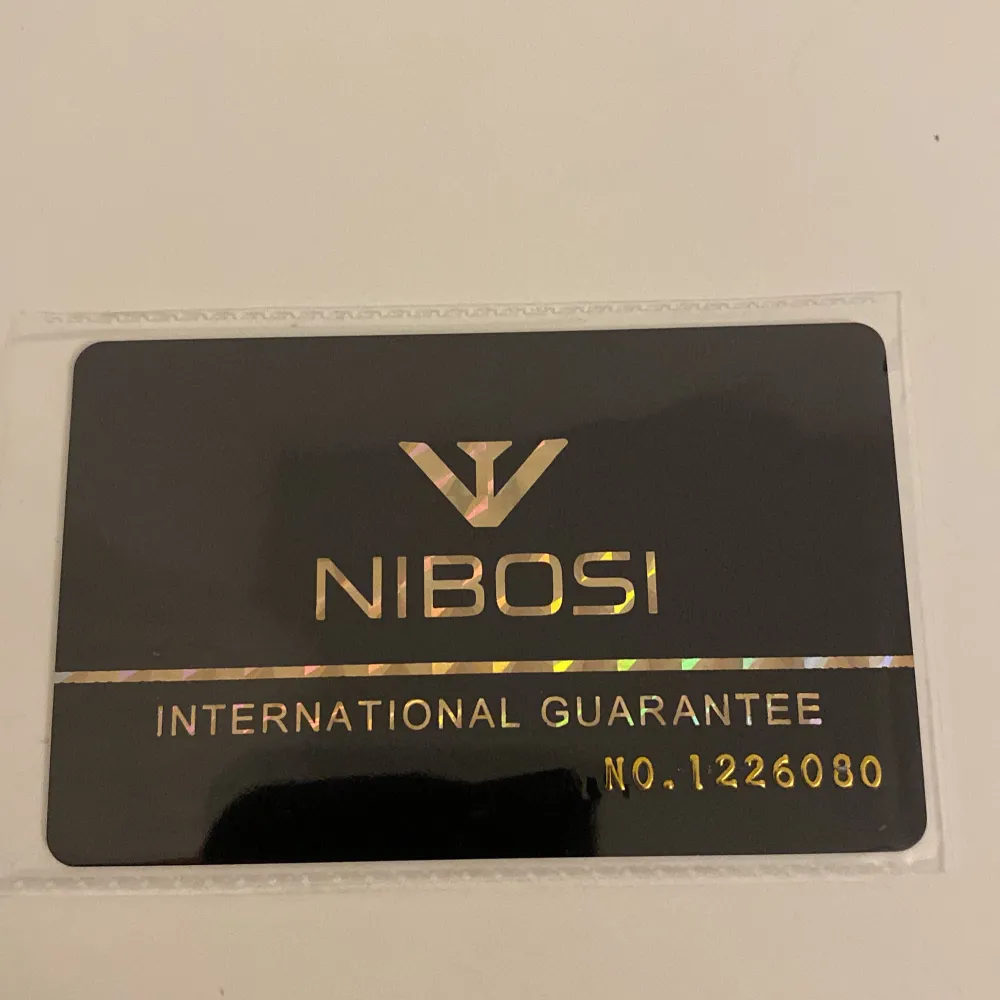 NIBOSI
INTERNATIONAL GUARANTEE
NO.1226080